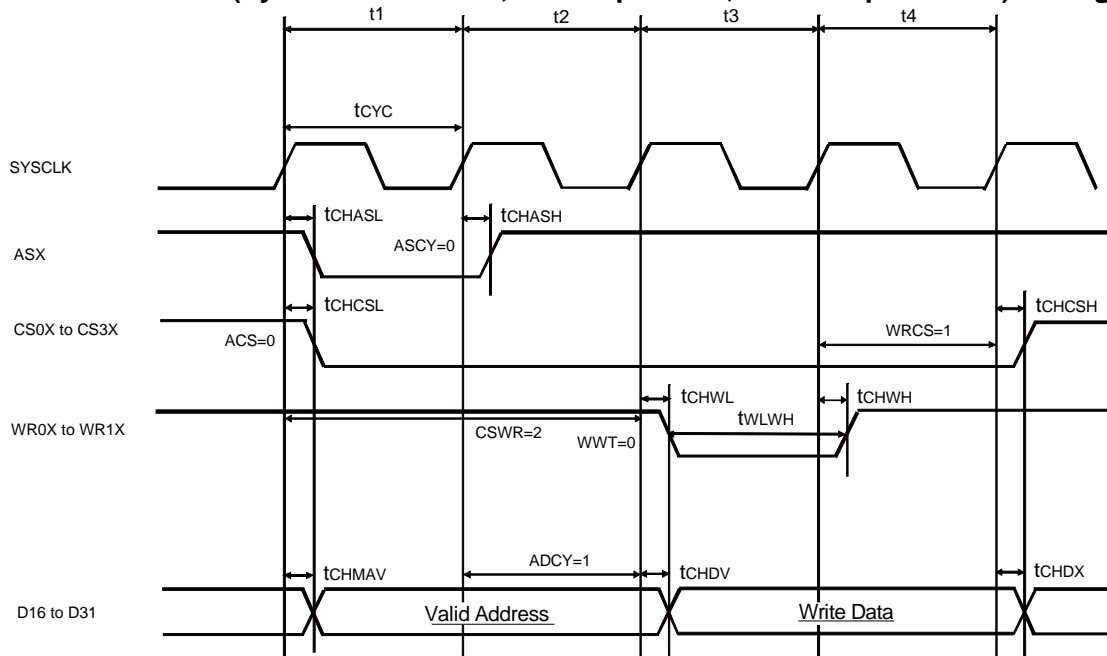 t1 t2 t3 t4
tCYC
SYSCLK
tCHASL tCHASH
ASCY=0
ASX
tCHCSL tCHCSH
CS0X to CS3X
ACS=0 WRCS=1
tCHWL tCHWH
tWLWH
WR0X to WR1X
CSWR=2 WWT=0
ADCY=1
tCHMAV tCHDV tCHDX
D16 to D31 Valid Address Write Data